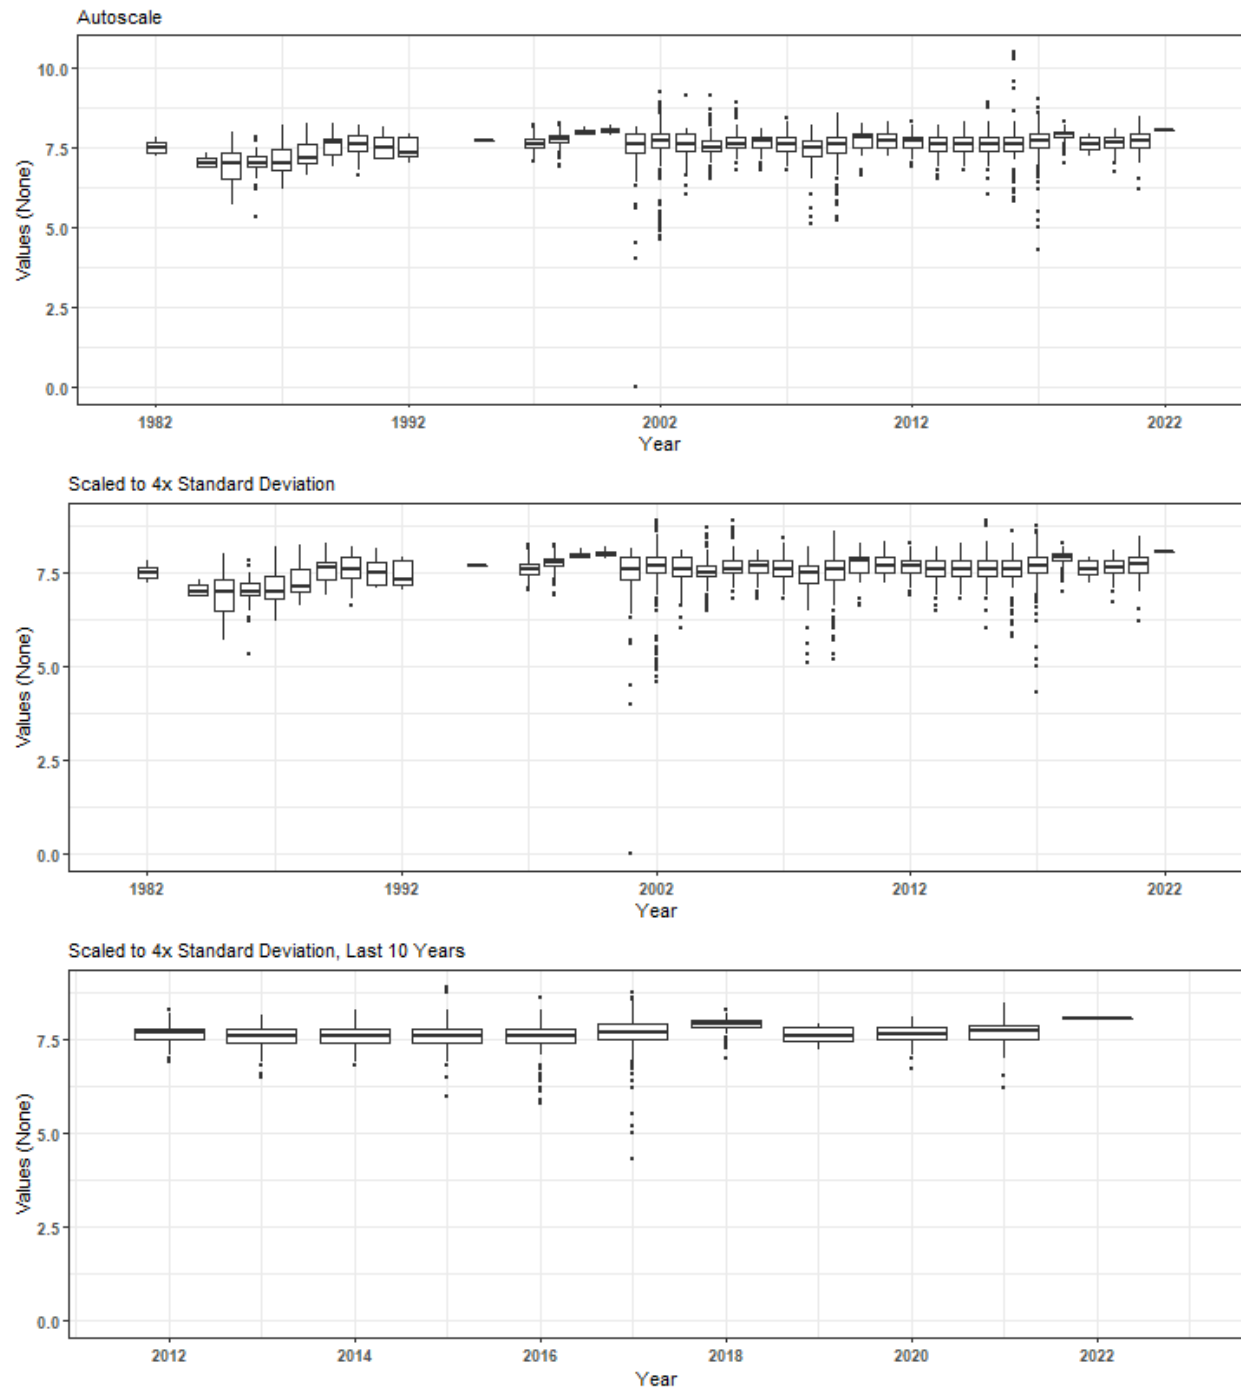 Autoscale
10.0
7.5
5.0
2.5
0.0
Values (None)
1982 1992 2002 2012 2022
Year
Scaled to 4x Standard Deviation
7.5
5.0
2.5
0.0
Values (None)
1982 1992 2002 2012 2022
Year
Scaled to 4x Standard Deviation, Last 10 Years
7.5
5.0
2.5
0.0
Values (None)
2012 2014 2016 2018 2020 2022
Year